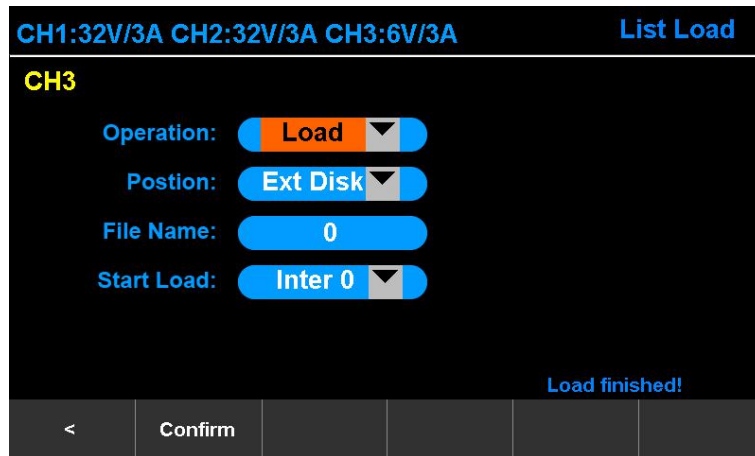 CH1:32V/3A CH2:32V/3A CH3:6V/3A List Load
CH3
Operation: Load
Postion: Ext Disk
File Name: 0
Start Load: Inter 0
Load finished!
< Confirm